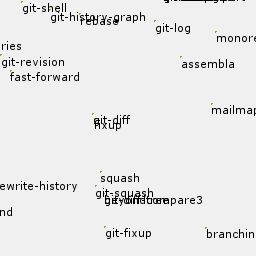 git-shell
git-history-graph
rebase
git-log
monore
ries
git-revision
assembla
fast-forward
mailmap
git-diff
fixup
squash
ewrite-history
git-squash
beyondcompare3
nd
git-fixup
branchin